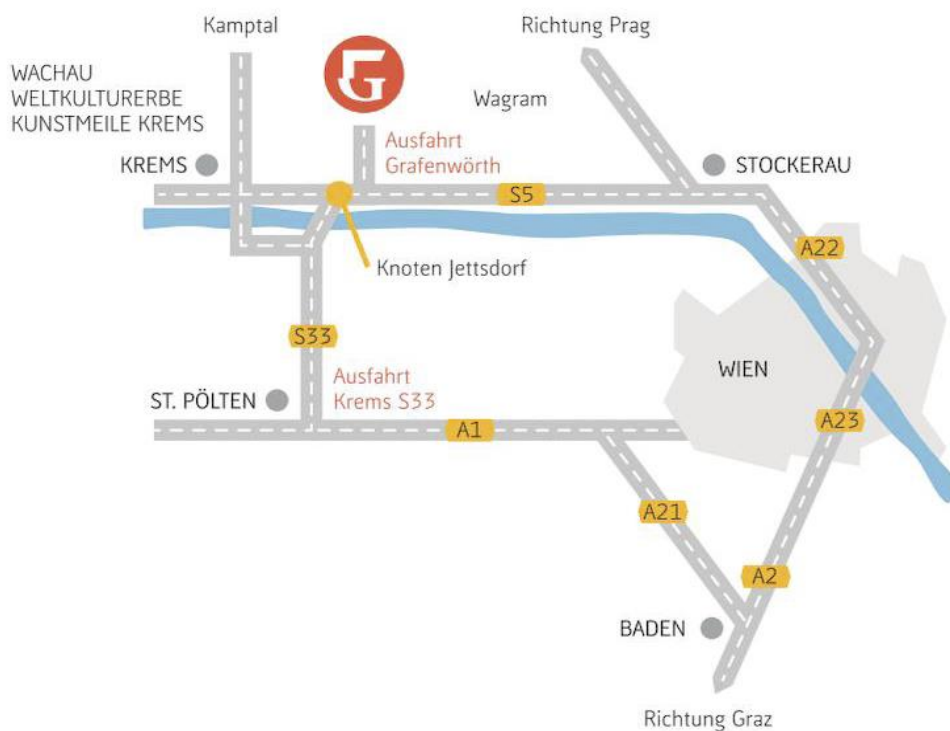 Kamptal
Richtung Prag
WACHAU
WELTKULTURERBE
KUNSTMEILE KREMS
G
Wagram
Ausfahrt
Grafenwörth
KREMS
STOCKERAU
S5
A22
Knoten Jettsdorf
S33
WIEN
Ausfahrt
Krems S33
ST. PÖLTEN
A1
A23
A21
A2
BADEN
Richtung Graz